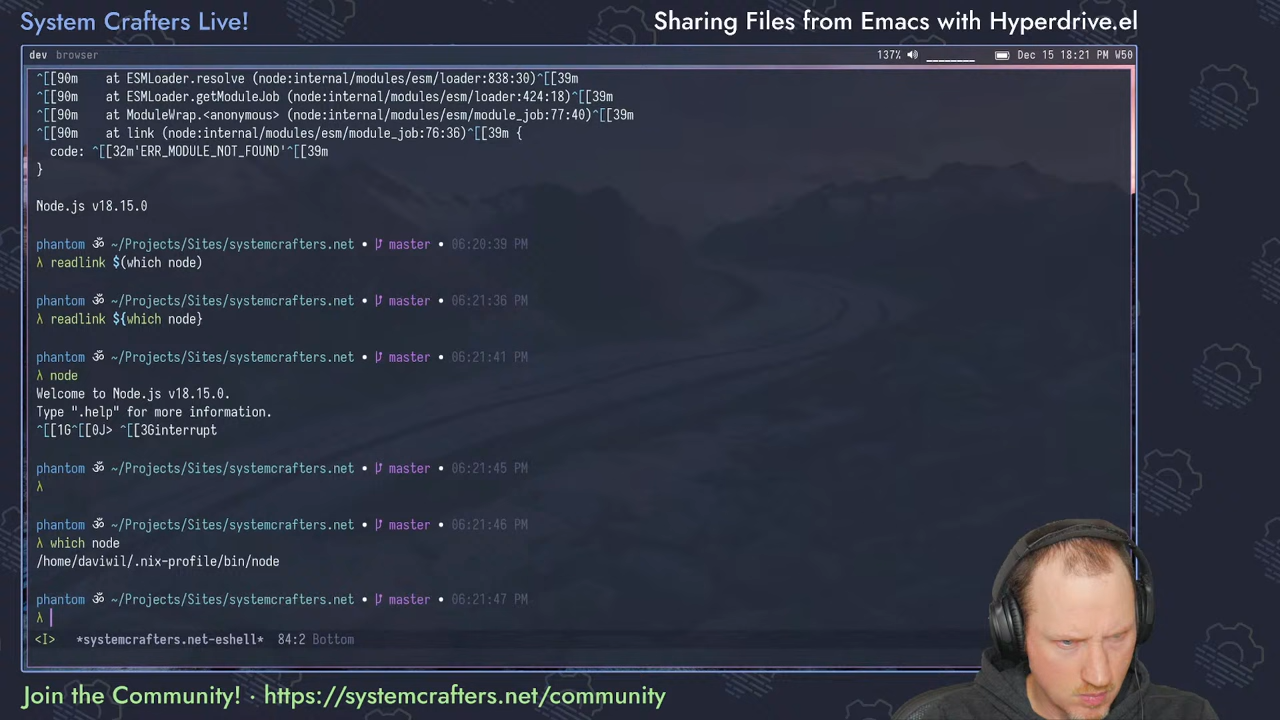 System Crafters Live!
Sharing Files from Emacs with Hyperdrive.el
dev browser
137% Dec 15 18:21 PM W50
^[[90m    at ESMLoader.resolve (node:internal/modules/esm/loader:838:30)^[[39m
^[[90m    at ESMLoader.getModuleJob (node:internal/modules/esm/loader:424:18)^[[39m
^[[90m    at ModuleWrap.<anonymous> (node:internal/modules/esm/module_job:77:40)^[[39m
^[[90m    at link (node:internal/modules/esm/module_job:76:36)^[[39m {
  code: ^[[32m'ERR_MODULE_NOT_FOUND'^[[39m
}
Node.js v18.15.0
phantom ॐ ~/Projects/Sites/systemcrafters.net • master • 06:20:39 PM
λ readlink $(which node)
phantom ॐ ~/Projects/Sites/systemcrafters.net • master • 06:21:36 PM
λ readlink ${which node}
phantom ॐ ~/Projects/Sites/systemcrafters.net • master • 06:21:41 PM
λ node
Welcome to Node.js v18.15.0.
Type ".help" for more information.
^[[1G^[[0J> ^[[3Ginterrupt
phantom ॐ ~/Projects/Sites/systemcrafters.net • master • 06:21:45 PM
λ
phantom ॐ ~/Projects/Sites/systemcrafters.net • master • 06:21:46 PM
λ which node
/home/daviwil/.nix-profile/bin/node
phantom ॐ ~/Projects/Sites/systemcrafters.net • master • 06:21:47 PM
λ
<I> *systemcrafters.net-eshell* 84:2 Bottom
Join the Community! · https://systemcrafters.net/community